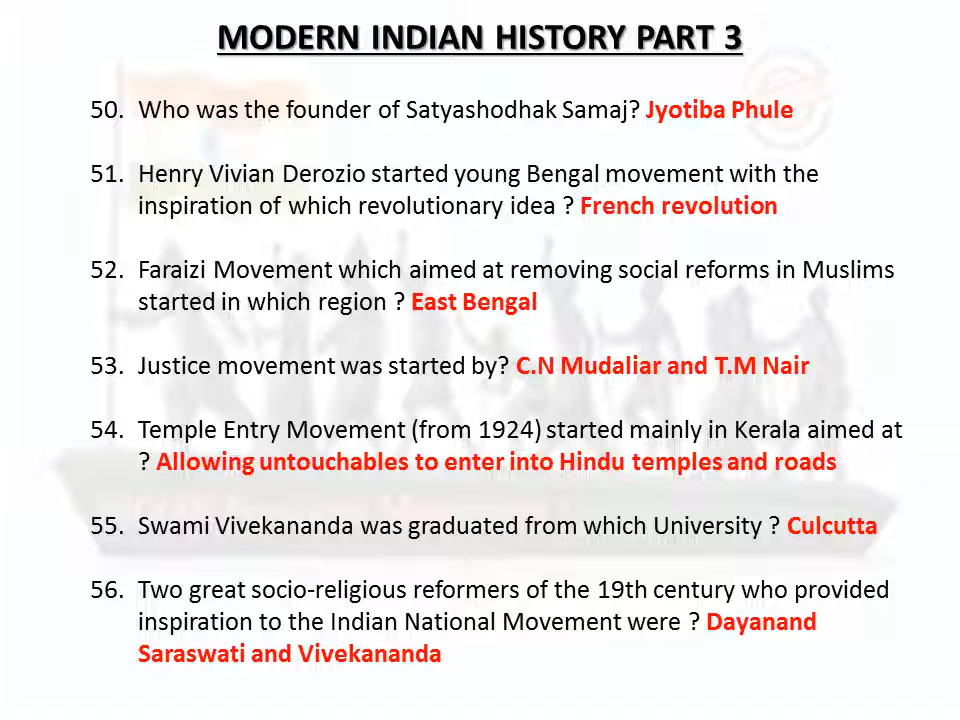 MODERN INDIAN HISTORY PART 3
50. Who was the founder of Satyashodhak Samaj? Jyotiba Phule
51. Henry Vivian Derozio started young Bengal movement with the
inspiration of which revolutionary idea ? French revolution
52. Faraizi Movement which aimed at removing social reforms in Muslims
started in which region ? East Bengal
53. Justice movement was started by? C.N Mudaliar and T.M Nair
54. Temple Entry Movement (from 1924) started mainly in Kerala aimed at
? Allowing untouchables to enter into Hindu temples and roads
55. Swami Vivekananda was graduated from which University ? Culcutta
56. Two great socio-religious reformers of the 19th century who provided
inspiration to the Indian National Movement were ? Dayanand
Saraswati and Vivekananda